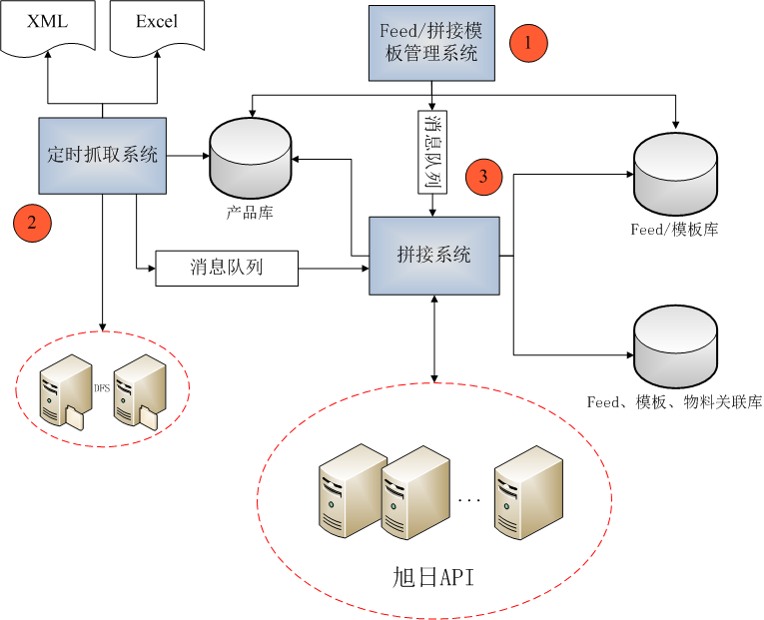 XML
Excel
Feed/拼接模
板管理系统
1
消息队列
定时抓取系统
产品库
3
2
Feed/模板库
消息队列
拼接系统
DFS
Feed、模板、物料关联库
...
旭日API